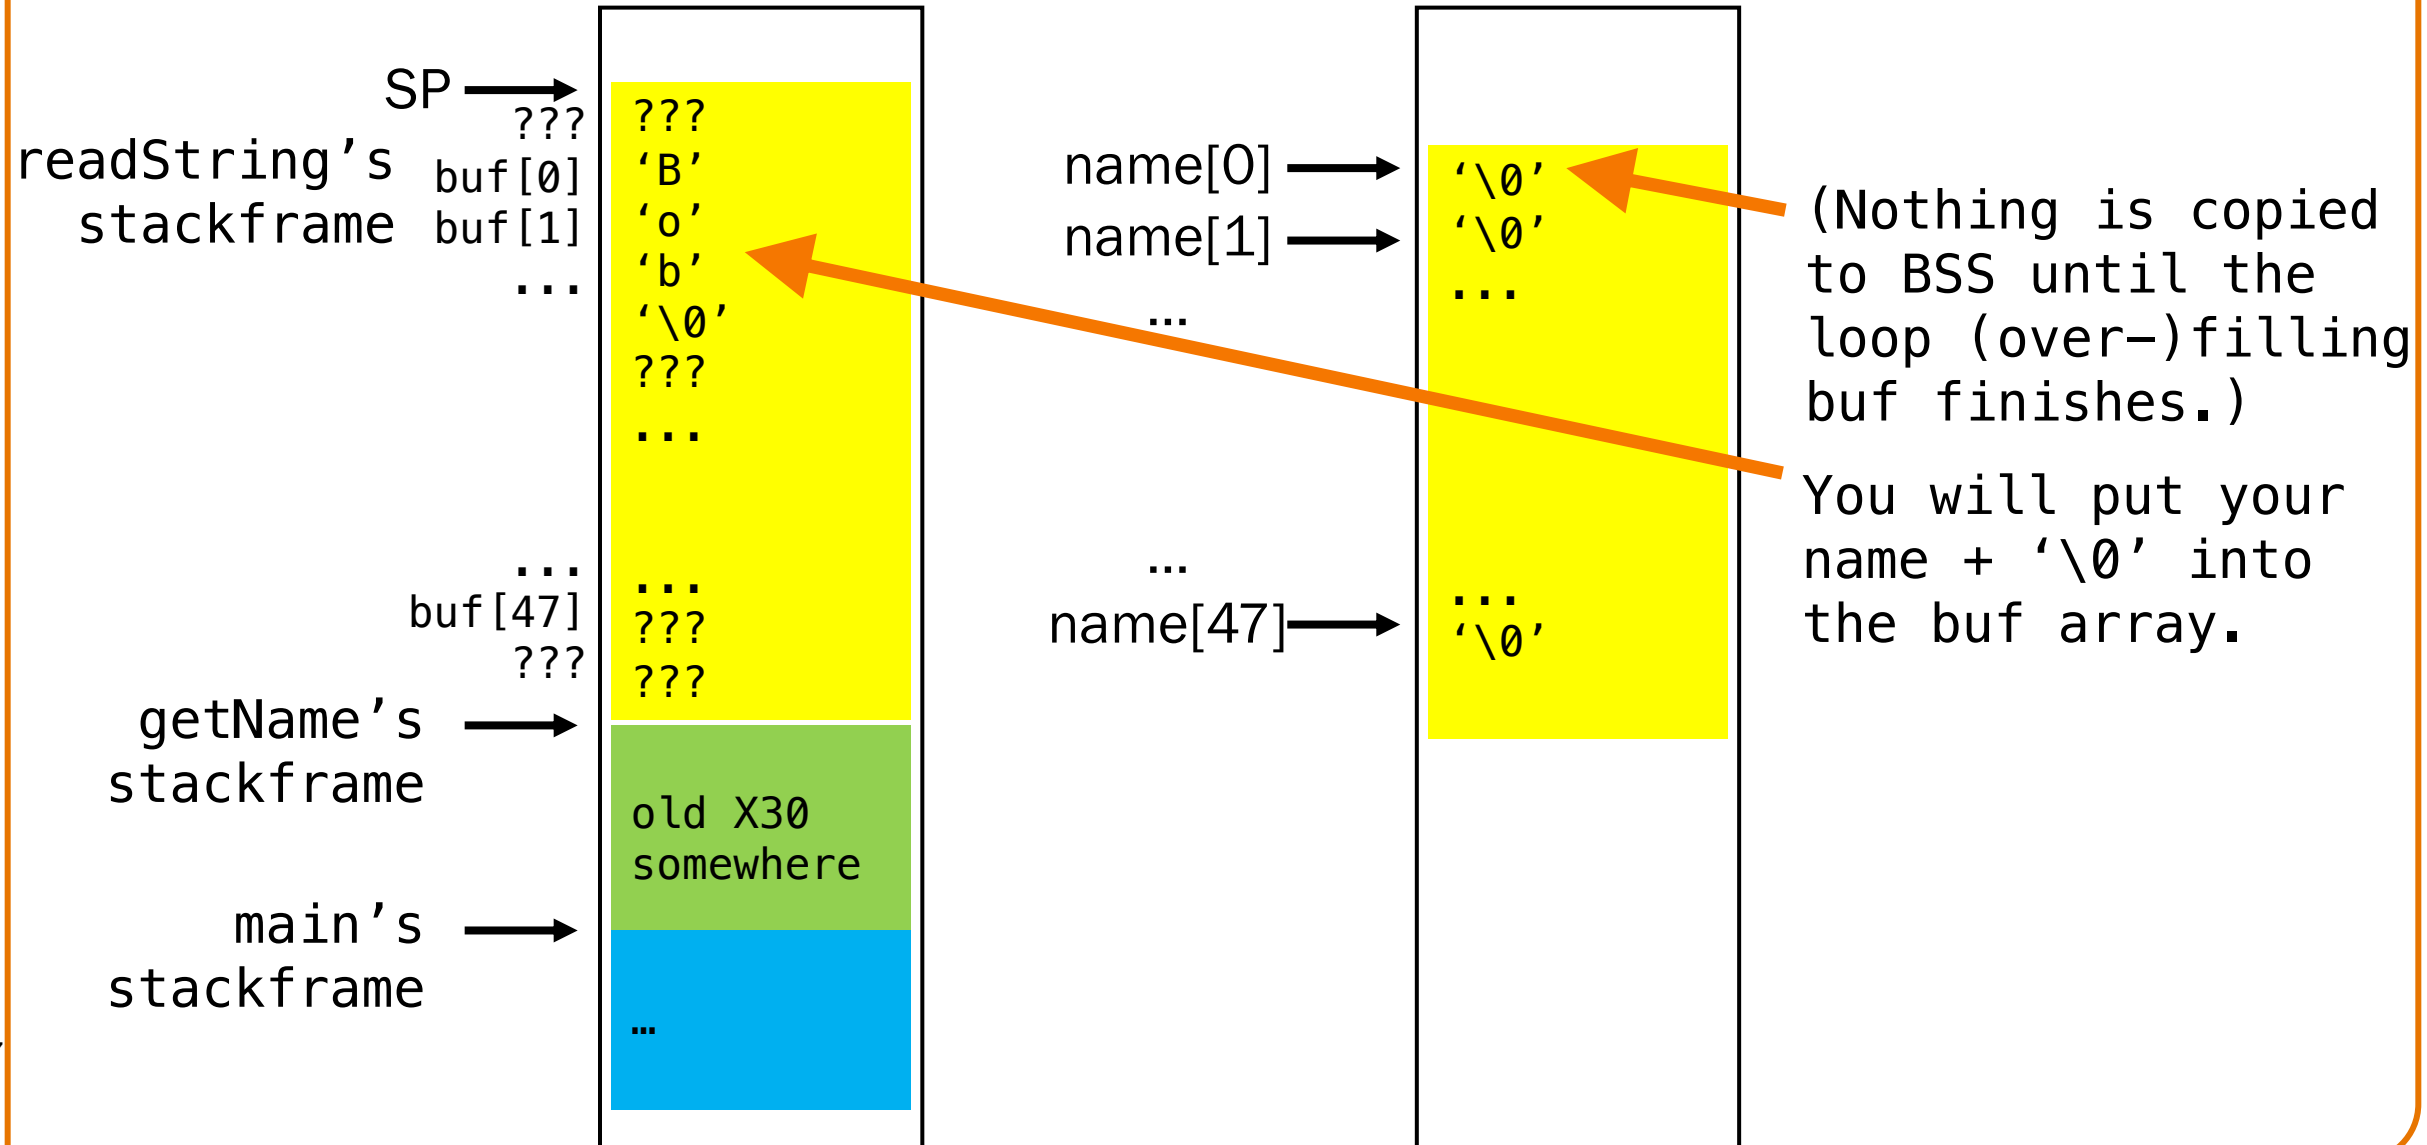 SP
???
readString’s
stackframe
buf[0]
buf[1]
...
...
buf[47]
???
getName’s
stackframe
main’s
stackframe
???
‘B’
‘o’
‘b’
‘\0’
???
...
...
???
???
old X30
somewhere
…
name[0]
name[1]
…
…
name[47]
‘\0’
‘\0’
...
...
‘\0’
(Nothing is copied
to BSS until the
loop (over-)filling
buf finishes.)
You will put your
name + ‘\0’ into
the buf array.